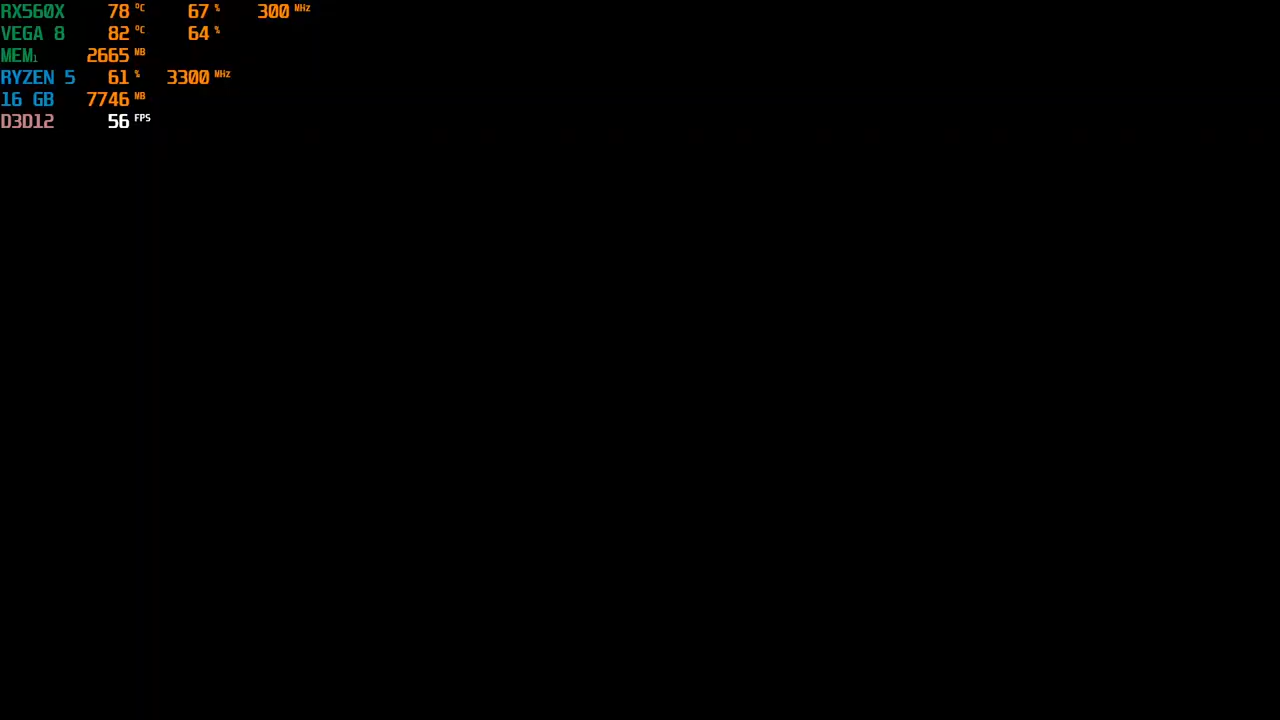 RX560X 78 °C 67 % 300 MHz
VEGA 8 82 °C 64 %
MEM1 2665 MB
RYZEN 5 61 % 3300 MHz
16 GB 7746 MB
D3D12 56 FPS